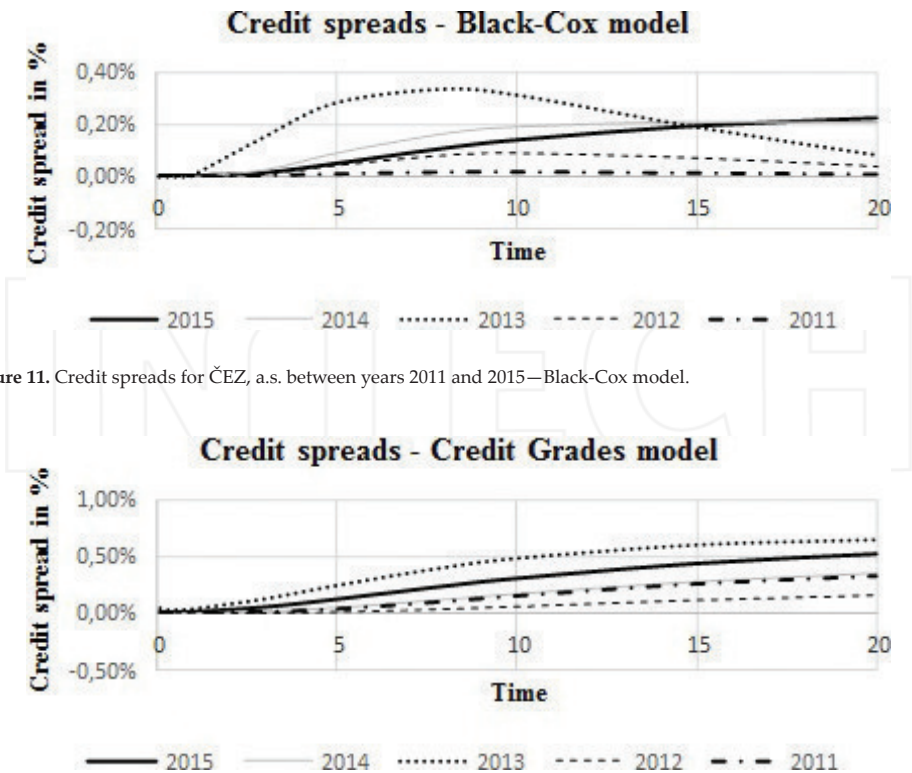 Credit spreads - Black-Cox model
Credit spread in %
0,40%
0,20%
0,00%
-0,20%
0 5 10 15 20
Time
2015 2014 2013 2012 2011
ure 11. Credit spreads for ČEZ, a.s. between years 2011 and 2015—Black-Cox model.
INTECH
Credit spreads - Credit Grades model
Credit spread in %
1,00%
0,50%
0,00%
-0,50%
0 5 10 15 20
Time
2015 2014 2013 2012 2011